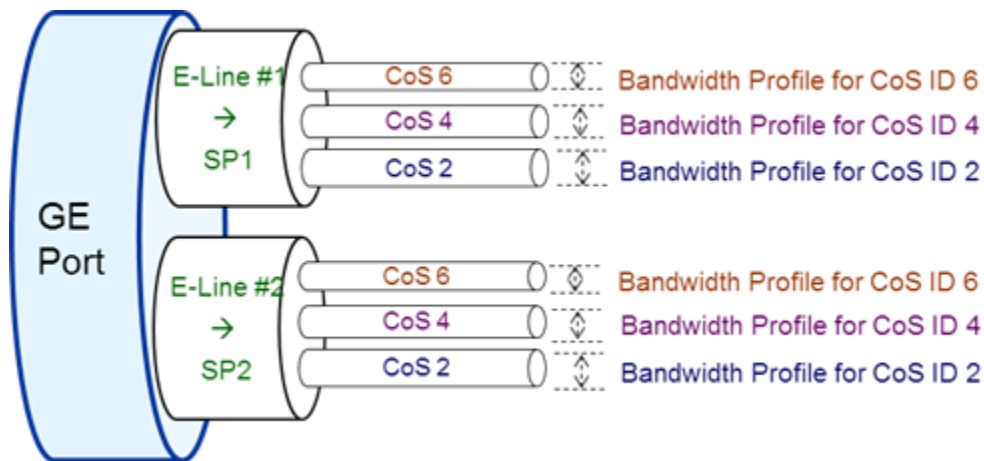 GE
Port
E-Line #1
→
SP1
CoS 6
CoS 4
CoS 2
Bandwidth Profile for CoS ID 6
Bandwidth Profile for CoS ID 4
Bandwidth Profile for CoS ID 2
E-Line #2
→
SP2
CoS 6
CoS 4
CoS 2
Bandwidth Profile for CoS ID 6
Bandwidth Profile for CoS ID 4
Bandwidth Profile for CoS ID 2